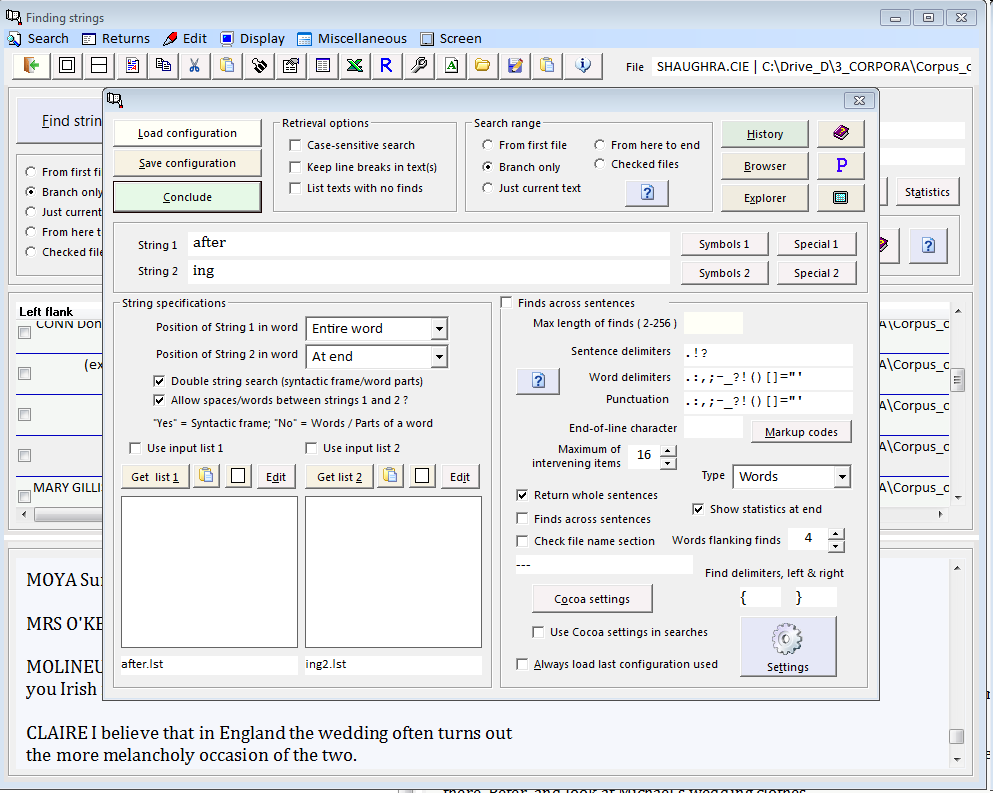 Finding strings
Search Returns Edit Display Miscellaneous Screen
R A i File SHAUGHRA.CIE | C:\Drive_D\3_CORPORA\Corpus_c
Find strin
From first fi
Branch only
Just current
From here t
Checked file
Statistics
?
Load configuration
Save configuration
Conclude
Retrieval options
Case-sensitive search
Keep line breaks in text(s)
List texts with no finds
Search range
From first file
From here to end
Branch only
Checked files
Just current text
?
History
Browser P
Explorer
String 1 after Symbols 1 Special 1
String 2 ing Symbols 2 Special 2
String specifications
Position of String 1 in word Entire word
Position of String 2 in word At end
Double string search (syntactic frame/word parts)
Allow spaces/words between strings 1 and 2 ?
"Yes" = Syntactic frame; "No" = Words / Parts of a word
Use input list 1 Use input list 2
Get list 1 Edit Get list 2 Edit
after.lst ing2.lst
Finds across sentences
Max length of finds ( 2-256 )
Sentence delimiters .!?
? Word delimiters .:,;-_?!()[]="'
Punctuation .:,;-_?!()[]="'
End-of-line character Markup codes
Maximum of
intervening items 16
Type Words
Return whole sentences
Show statistics at end
Finds across sentences
Check file name section Words flanking finds 4
---
Find delimiters, left & right
Cocoa settings { }
Use Cocoa settings in searches
Always load last configuration used
Settings
Left flank
CONN Don
(ex
MARY GILLI
A\Corpus_c
A\Corpus_c
A\Corpus_c
A\Corpus_c
A\Corpus_c
MOYA Su
MRS O'KE
MOLINEU
you Irish
CLAIRE I believe that in England the wedding often turns out
the more melancholy occasion of the two.